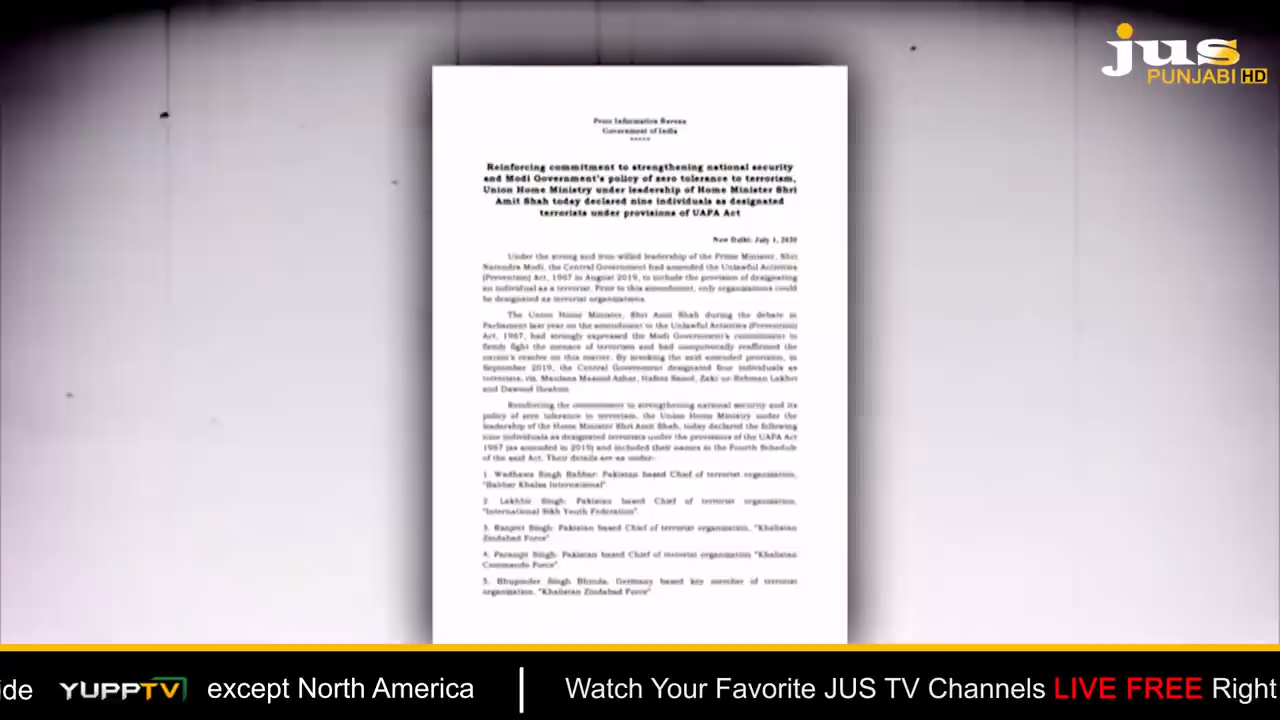 jus
PUNJABI HD
Press Information Bureau
Government of India
*****
Reinforcing commitment to strengthening national security
and Modi Government's policy of zero tolerance to terrorism,
Union Home Ministry under leadership of Home Minister Shri
Amit Shah today declared nine individuals as designated
terrorists under provisions of UAPA Act
New Delhi: July 1, 2020
Under the strong and iron willed leadership of the Prime Minister, Shri
Narendra Modi, the Central Government had amended the Unlawful Activities
(Prevention) Act, 1967 in August 2019, to include the provision of designating
an individual as a terrorist. Prior to this amendment, only organizations could
be designated as terrorist organizations.
The Union Home Minister, Shri Amit Shah during the debate in
Parliament last year on the amendment to the Unlawful Activities (Prevention)
Act, 1967, had strongly expressed the Modi Government's commitment to
firmly fight the menace of terrorism and had unequivocally reaffirmed the
nation's resolve on this matter. By invoking the said amended provision, in
September 2019, the Central Government designated four individuals as
terrorists, viz. Maulana Masood Azhar, Hafeez Saeed, Zaki-ur-Rehman Lakhvi
and Dawood Ibrahim.
Reinforcing the commitment to strengthening national security and its
policy of zero tolerance to terrorism, the Union Home Ministry under the
leadership of the Home Minister Shri Amit Shah, today declared the following
nine individuals as designated terrorists under the provisions of the UAPA Act
1967 (as amended in 2019) and included their names in the Fourth Schedule
of the said Act. Their details are as under-
1. Wadhawa Singh Babbar: Pakistan based Chief of terrorist organization,
"Babbar Khalsa International".
2. Lakhbir Singh: Pakistan based Chief of terrorist organization,
"International Sikh Youth Federation".
3. Ranjeet Singh: Pakistan based Chief of terrorist organization, "Khalistan
Zindabad Force"
4. Paramjit Singh: Pakistan based Chief of terrorist organization "Khalistan
Commando Force".
5. Bhupinder Singh Bhinda: Germany based key member of terrorist
organization, "Khalistan Zindabad Force"
ide YUPPTV except North America | Watch Your Favorite JUS TV Channels LIVE FREE Right